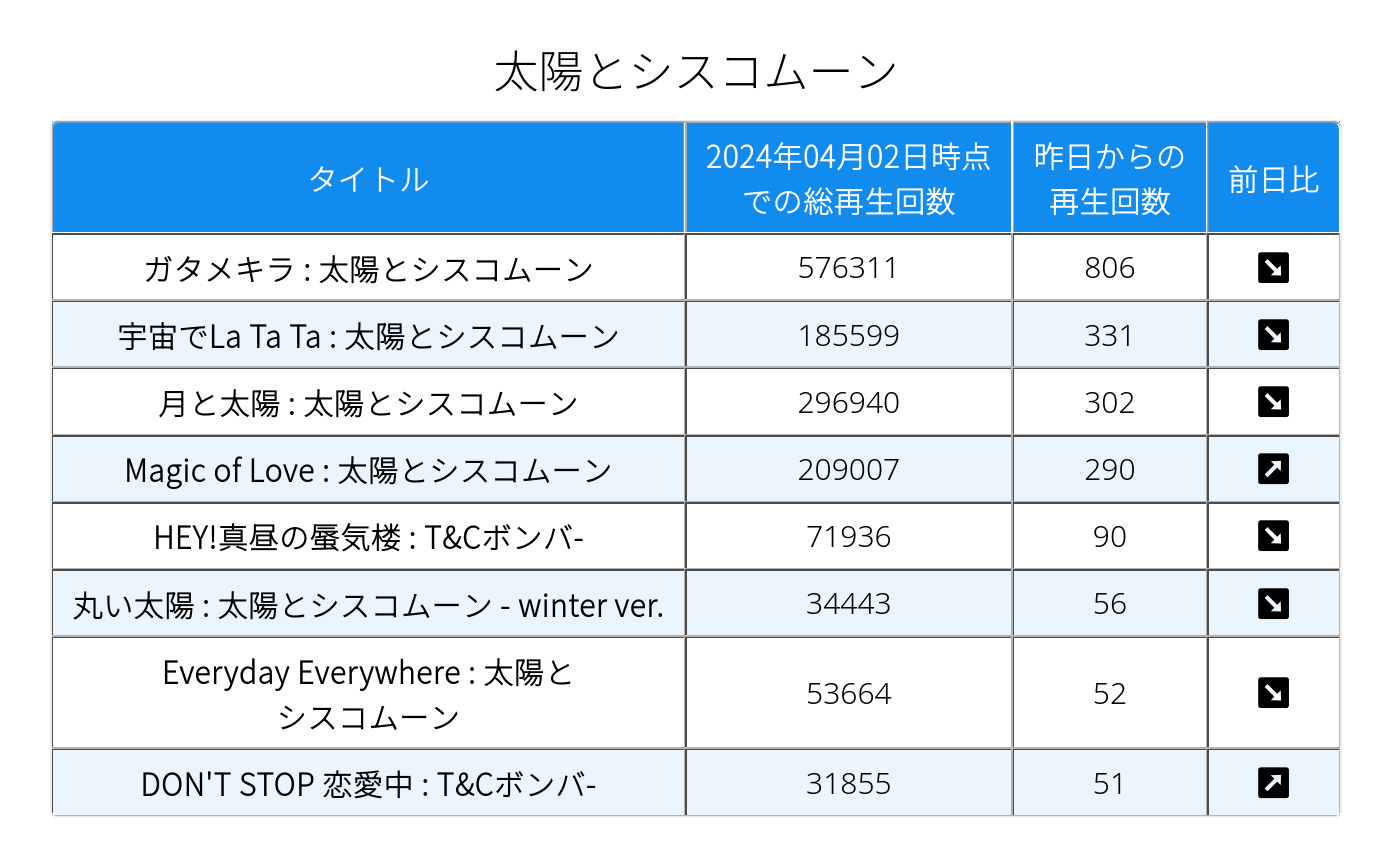 太陽とシスコムーン
タイトル
2024年04月02日時点
での総再生回数
昨日からの
再生回数
前日比
ガタメキラ : 太陽とシスコムーン
576311
806
↘
宇宙でLa Ta Ta : 太陽とシスコムーン
185599
331
↘
月と太陽 : 太陽とシスコムーン
296940
302
↘
Magic of Love : 太陽とシスコムーン
209007
290
↗
HEY!真昼の蜃気楼 : T&Cボンバ-
71936
90
↘
丸い太陽 : 太陽とシスコムーン - winter ver.
34443
56
↘
Everyday Everywhere : 太陽と
シスコムーン
53664
52
↘
DON'T STOP 恋愛中 : T&Cボンバ-
31855
51
↗